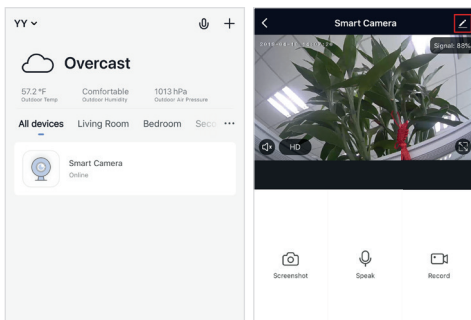 YY
Overcast
57.2 °F Comfortable 1013 hPa
Outdoor Temp Outdoor Humidity Outdoor Air Pressure
All devices Living Room Bedroom Seco ...
Smart Camera
Online
Smart Camera
Signal: 88%
HD
Screenshot Speak Record